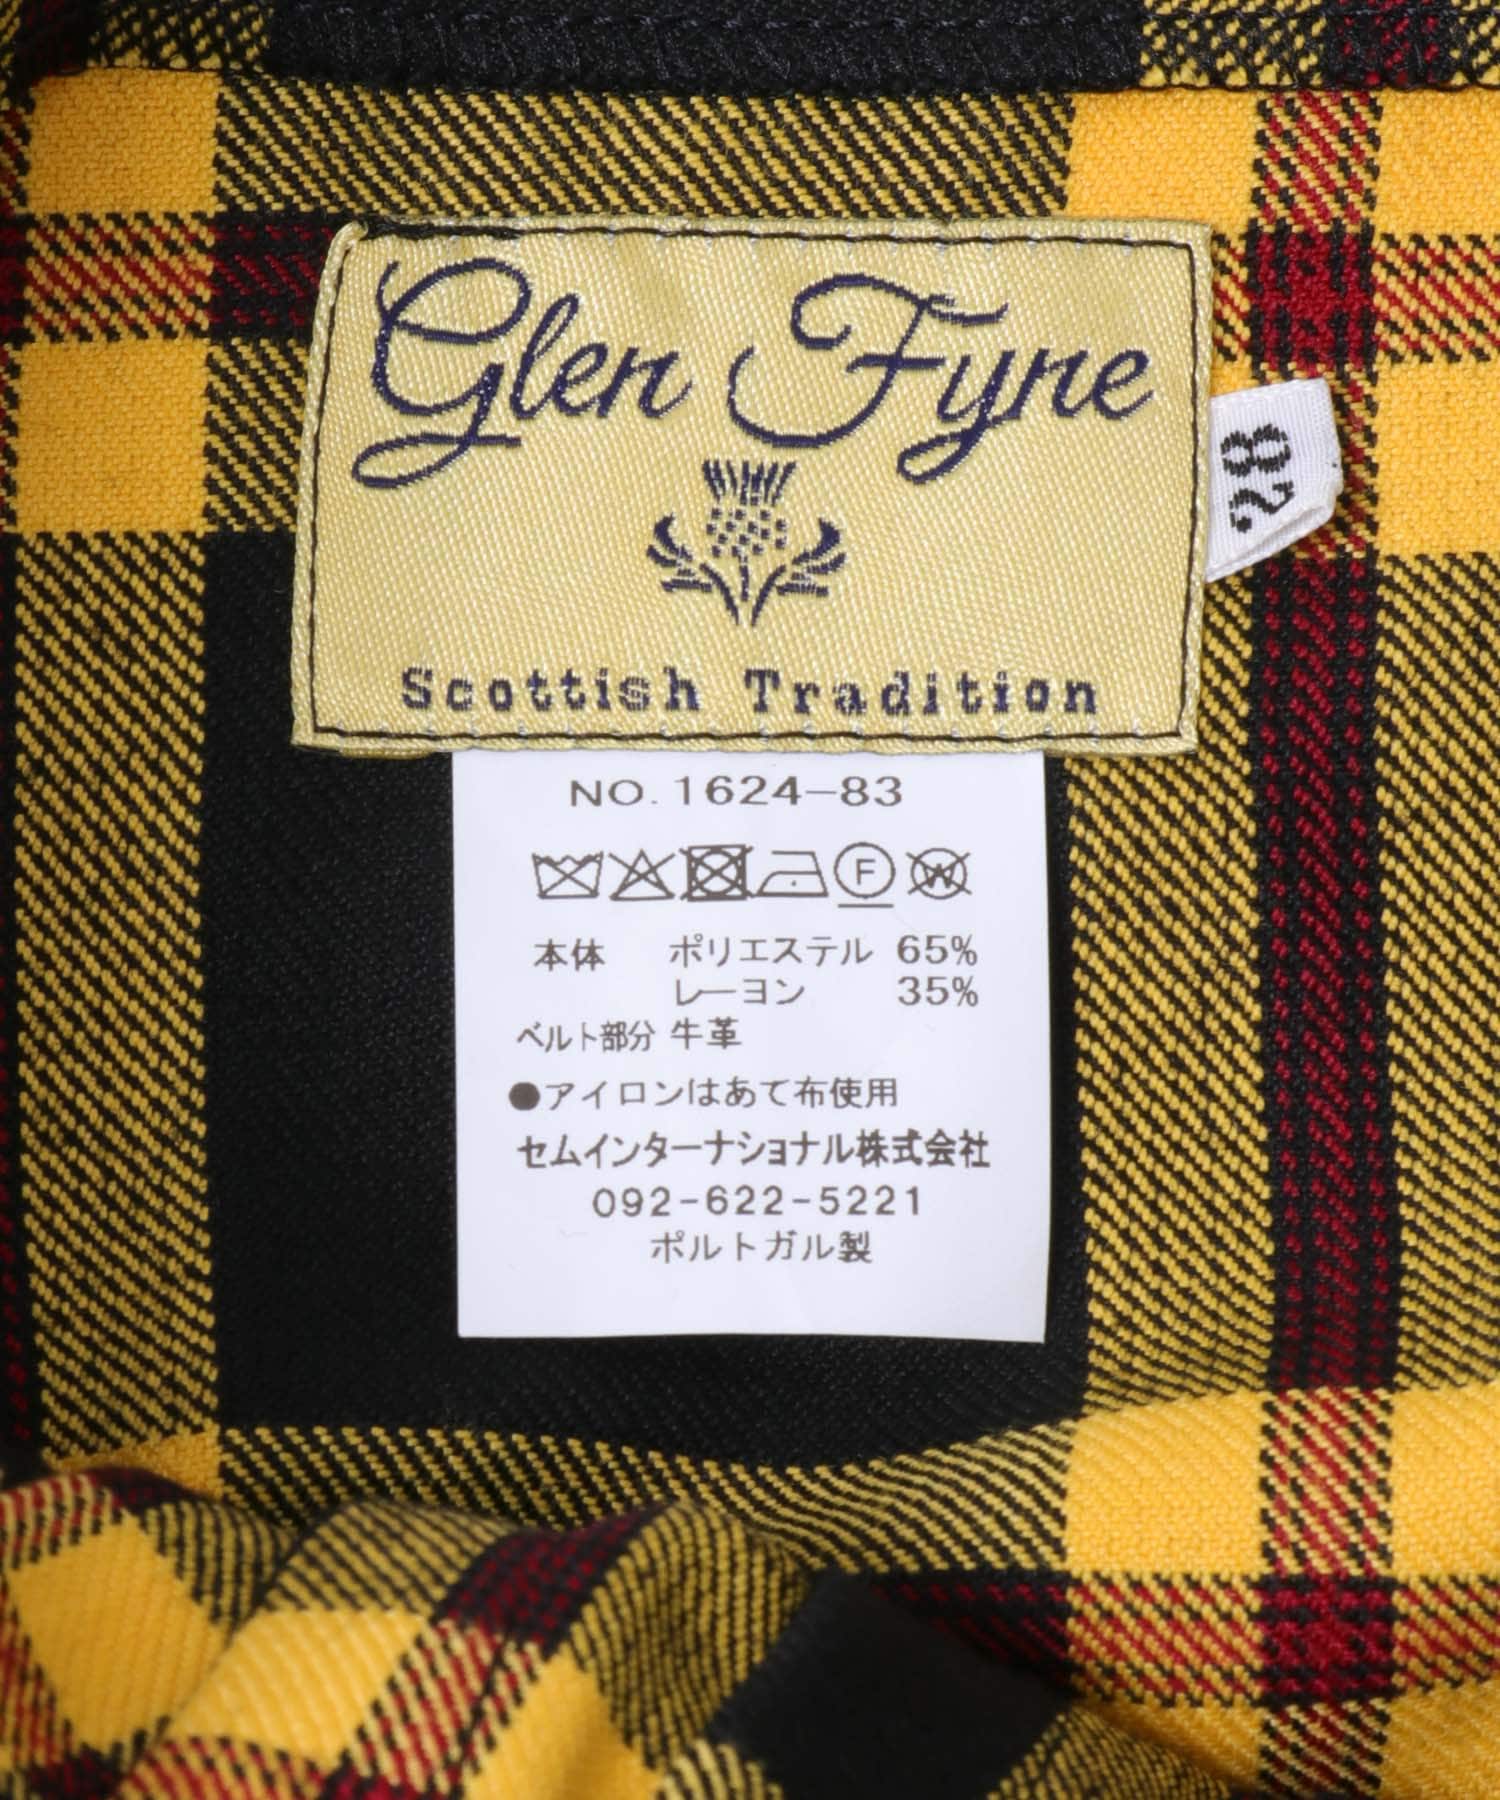 Glen Fyne
Scottish Tradition
28
NO. 1624-83
F W
本体 ポリエステル 65%
レーヨン 35%
ベルト部分 牛革
●アイロンはあて布使用
セムインターナショナル株式会社
092-622-5221
ポルトガル製